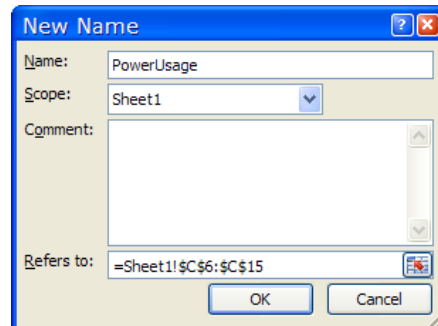 New Name ?
Name: PowerUsage
Scope: Sheet1
Comment:
Refers to: =Sheet1!$C$6:$C$15
OK Cancel